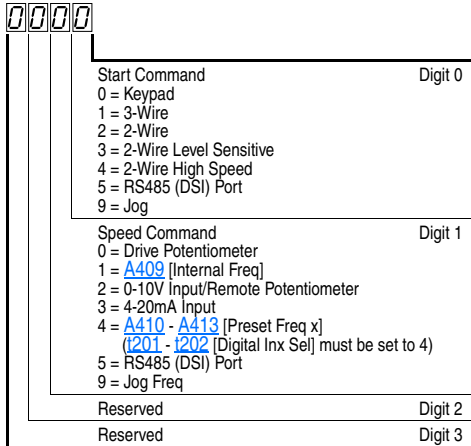 0000
Start Command Digit 0
0 = Keypad
1 = 3-Wire
2 = 2-Wire
3 = 2-Wire Level Sensitive
4 = 2-Wire High Speed
5 = RS485 (DSI) Port
9 = Jog
Speed Command Digit 1
0 = Drive Potentiometer
1 = A409 [Internal Freq]
2 = 0-10V Input/Remote Potentiometer
3 = 4-20mA Input
4 = A410 - A413 [Preset Freq x]
(t201 - t202 [Digital Inx Sel] must be set to 4)
5 = RS485 (DSI) Port
9 = Jog Freq
Reserved Digit 2
Reserved Digit 3